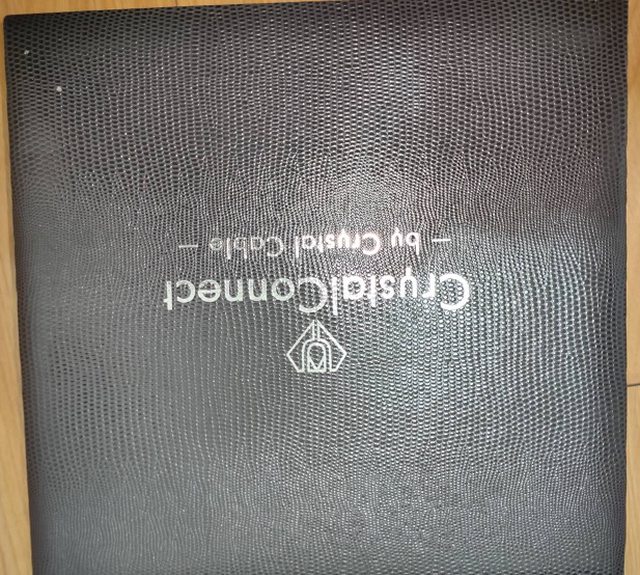 CrystalConnect
— by Crystal Cable —